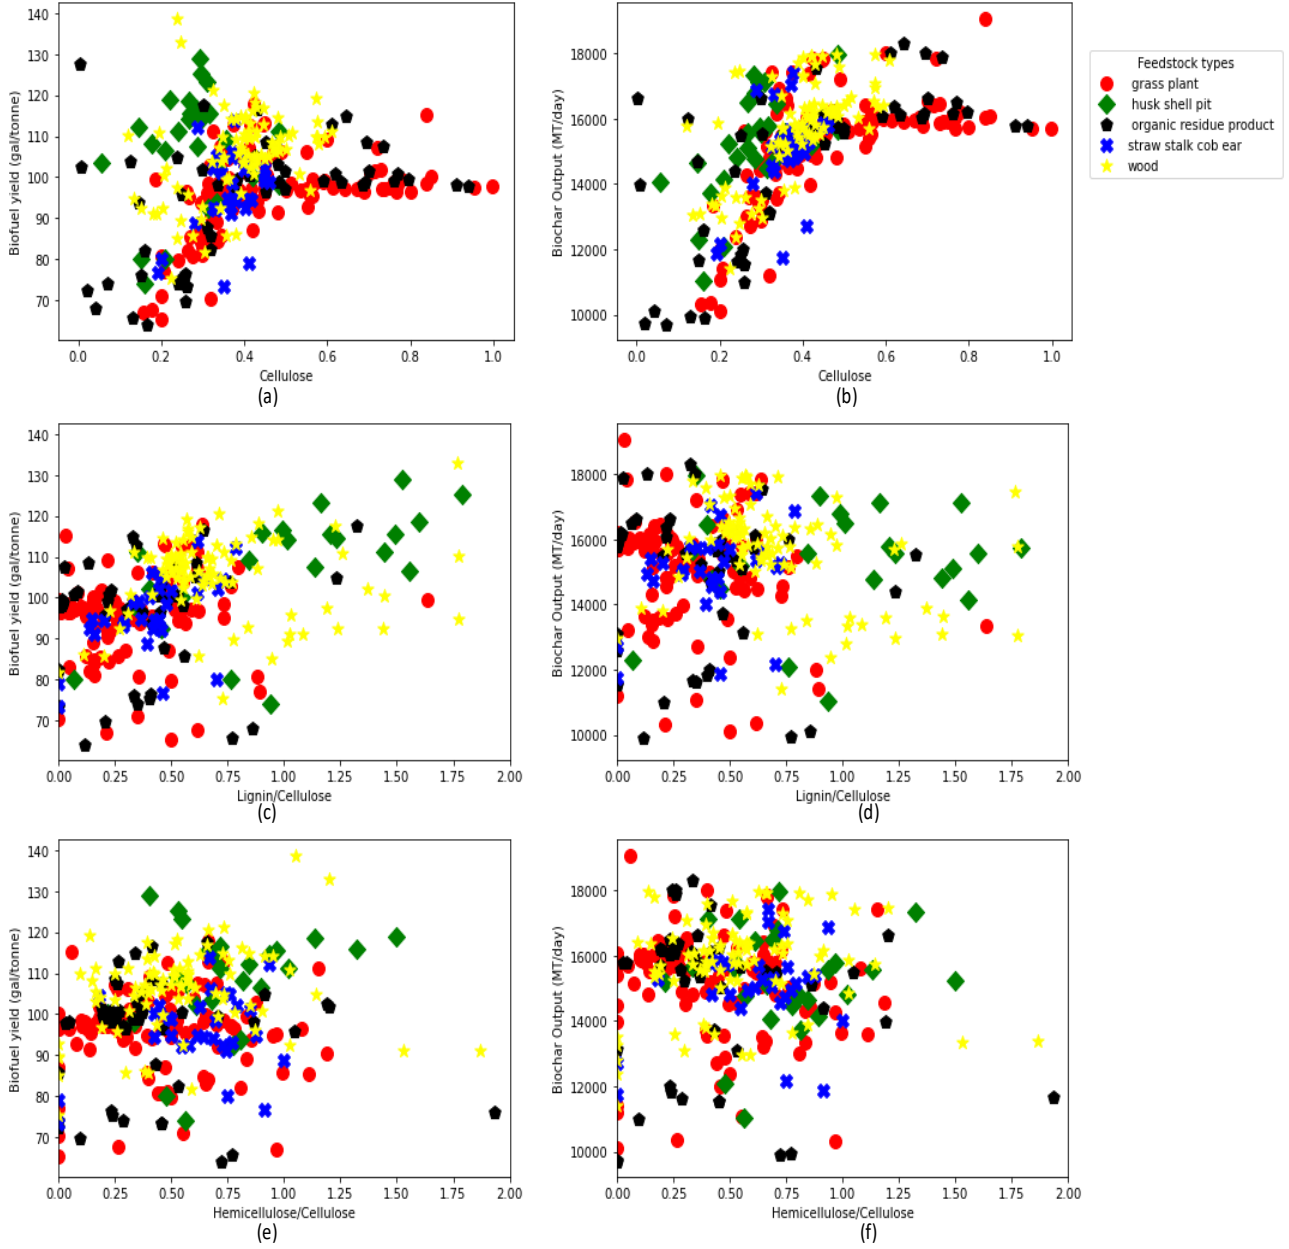 140
130
120
110
100
90
80
70
Biofuel yield (gal/tonne)
0.0 0.2 0.4 0.6 0.8 1.0
Cellulose
(a)
18000
16000
14000
12000
10000
Biochar Output (MT/day)
0.0 0.2 0.4 0.6 0.8 1.0
Cellulose
(b)
Feedstock types
grass plant
husk shell pit
organic residue product
straw stalk cob ear
wood
140
130
120
110
100
90
80
70
Biofuel yield (gal/tonne)
0.00 0.25 0.50 0.75 1.00 1.25 1.50 1.75 2.00
Lignin/Cellulose
(c)
18000
16000
14000
12000
10000
Biochar Output (MT/day)
0.00 0.25 0.50 0.75 1.00 1.25 1.50 1.75 2.00
Lignin/Cellulose
(d)
140
130
120
110
100
90
80
70
Biofuel yield (gal/tonne)
0.00 0.25 0.50 0.75 1.00 1.25 1.50 1.75 2.00
Hemicellulose/Cellulose
(e)
18000
16000
14000
12000
10000
Biochar Output (MT/day)
0.00 0.25 0.50 0.75 1.00 1.25 1.50 1.75 2.00
Hemicellulose/Cellulose
(f)